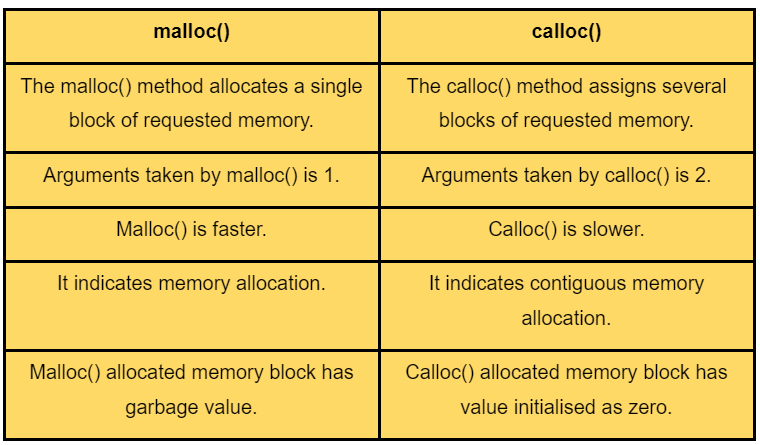 malloc()
calloc()
The malloc() method allocates a single
block of requested memory.
The calloc() method assigns several
blocks of requested memory.
Arguments taken by malloc() is 1.
Arguments taken by calloc() is 2.
Malloc() is faster.
Calloc() is slower.
It indicates memory allocation.
It indicates contiguous memory
allocation.
Malloc() allocated memory block has
garbage value.
Calloc() allocated memory block has
value initialised as zero.